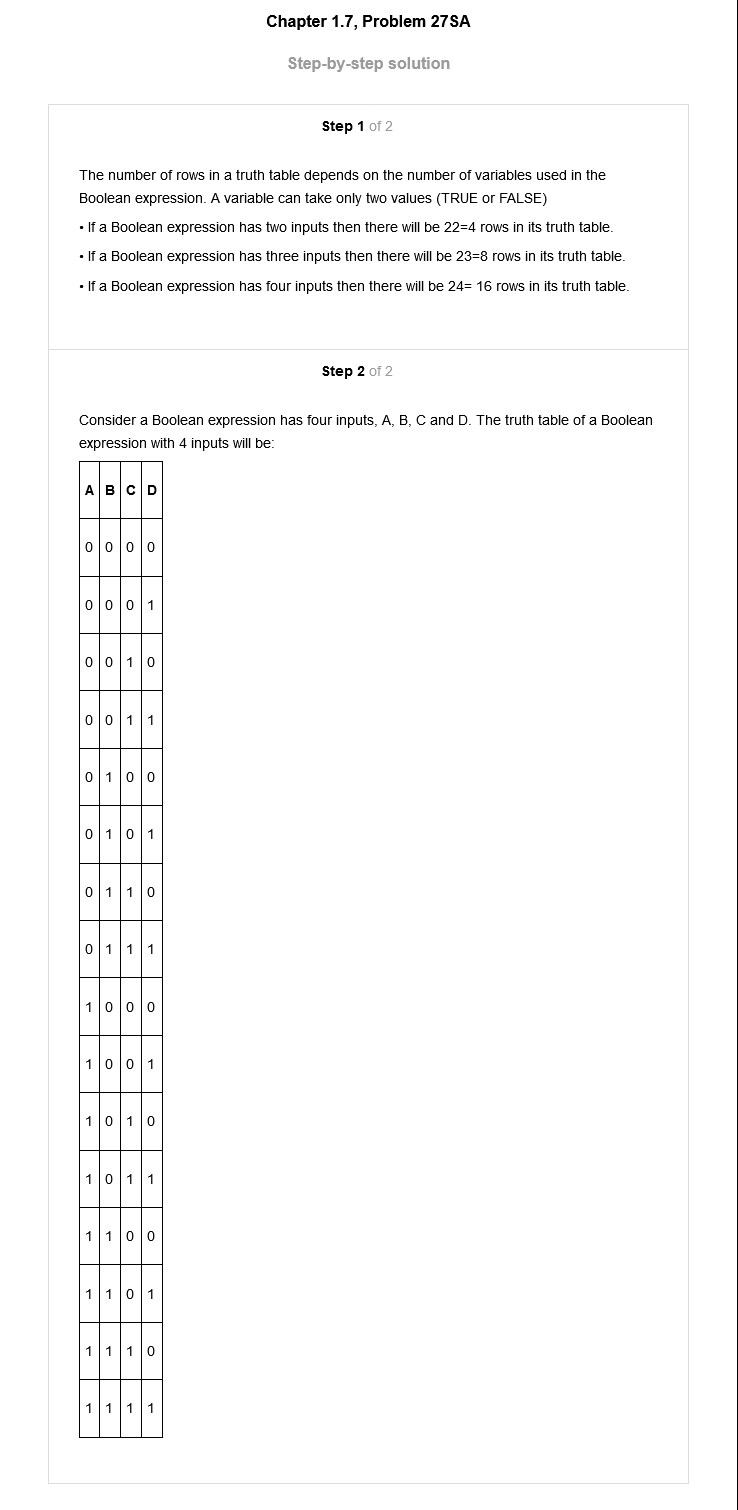 Chapter 1.7, Problem 27SA
Step-by-step solution
Step 1 of 2
The number of rows in a truth table depends on the number of variables used in the
Boolean expression. A variable can take only two values (TRUE or FALSE)
• If a Boolean expression has two inputs then there will be 22=4 rows in its truth table.
• If a Boolean expression has three inputs then there will be 23=8 rows in its truth table.
• If a Boolean expression has four inputs then there will be 24= 16 rows in its truth table.
Step 2 of 2
Consider a Boolean expression has four inputs, A, B, C and D. The truth table of a Boolean
expression with 4 inputs will be:
A B C D
0 0 0 0
0 0 0 1
0 0 1 0
0 0 1 1
0 1 0 0
0 1 0 1
0 1 1 0
0 1 1 1
1 0 0 0
1 0 0 1
1 0 1 0
1 0 1 1
1 1 0 0
1 1 0 1
1 1 1 0
1 1 1 1